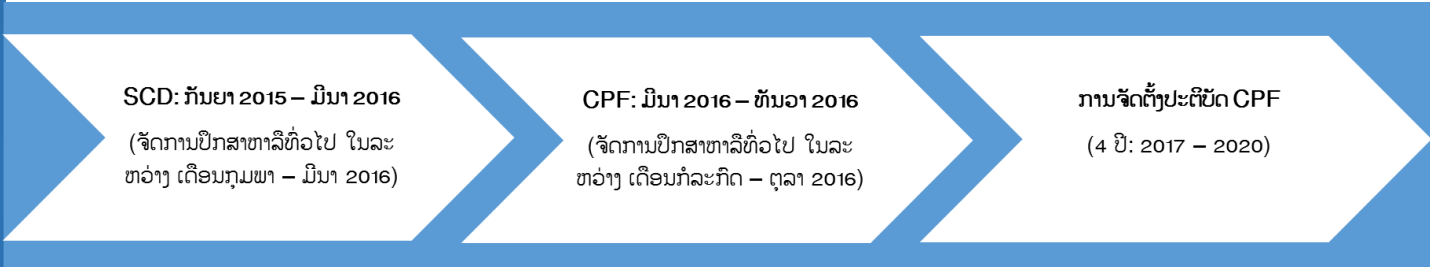 SCD: ກັນຍາ 2015 – ມີນາ 2016
(ຈັດການປຶກສາຫາລືທົ່ວໄປ ໃນລະ
ຫວ່າງ ເດືອນກຸມພາ – ມີນາ 2016)
CPF: ມີນາ 2016 – ທັນວາ 2016
(ຈັດການປຶກສາຫາລືທົ່ວໄປ ໃນລະ
ຫວ່າງ ເດືອນກໍລະກົດ – ຕຸລາ 2016)
ການຈັດຕັ້ງປະຕິບັດ CPF
(4 ປີ: 2017 – 2020)